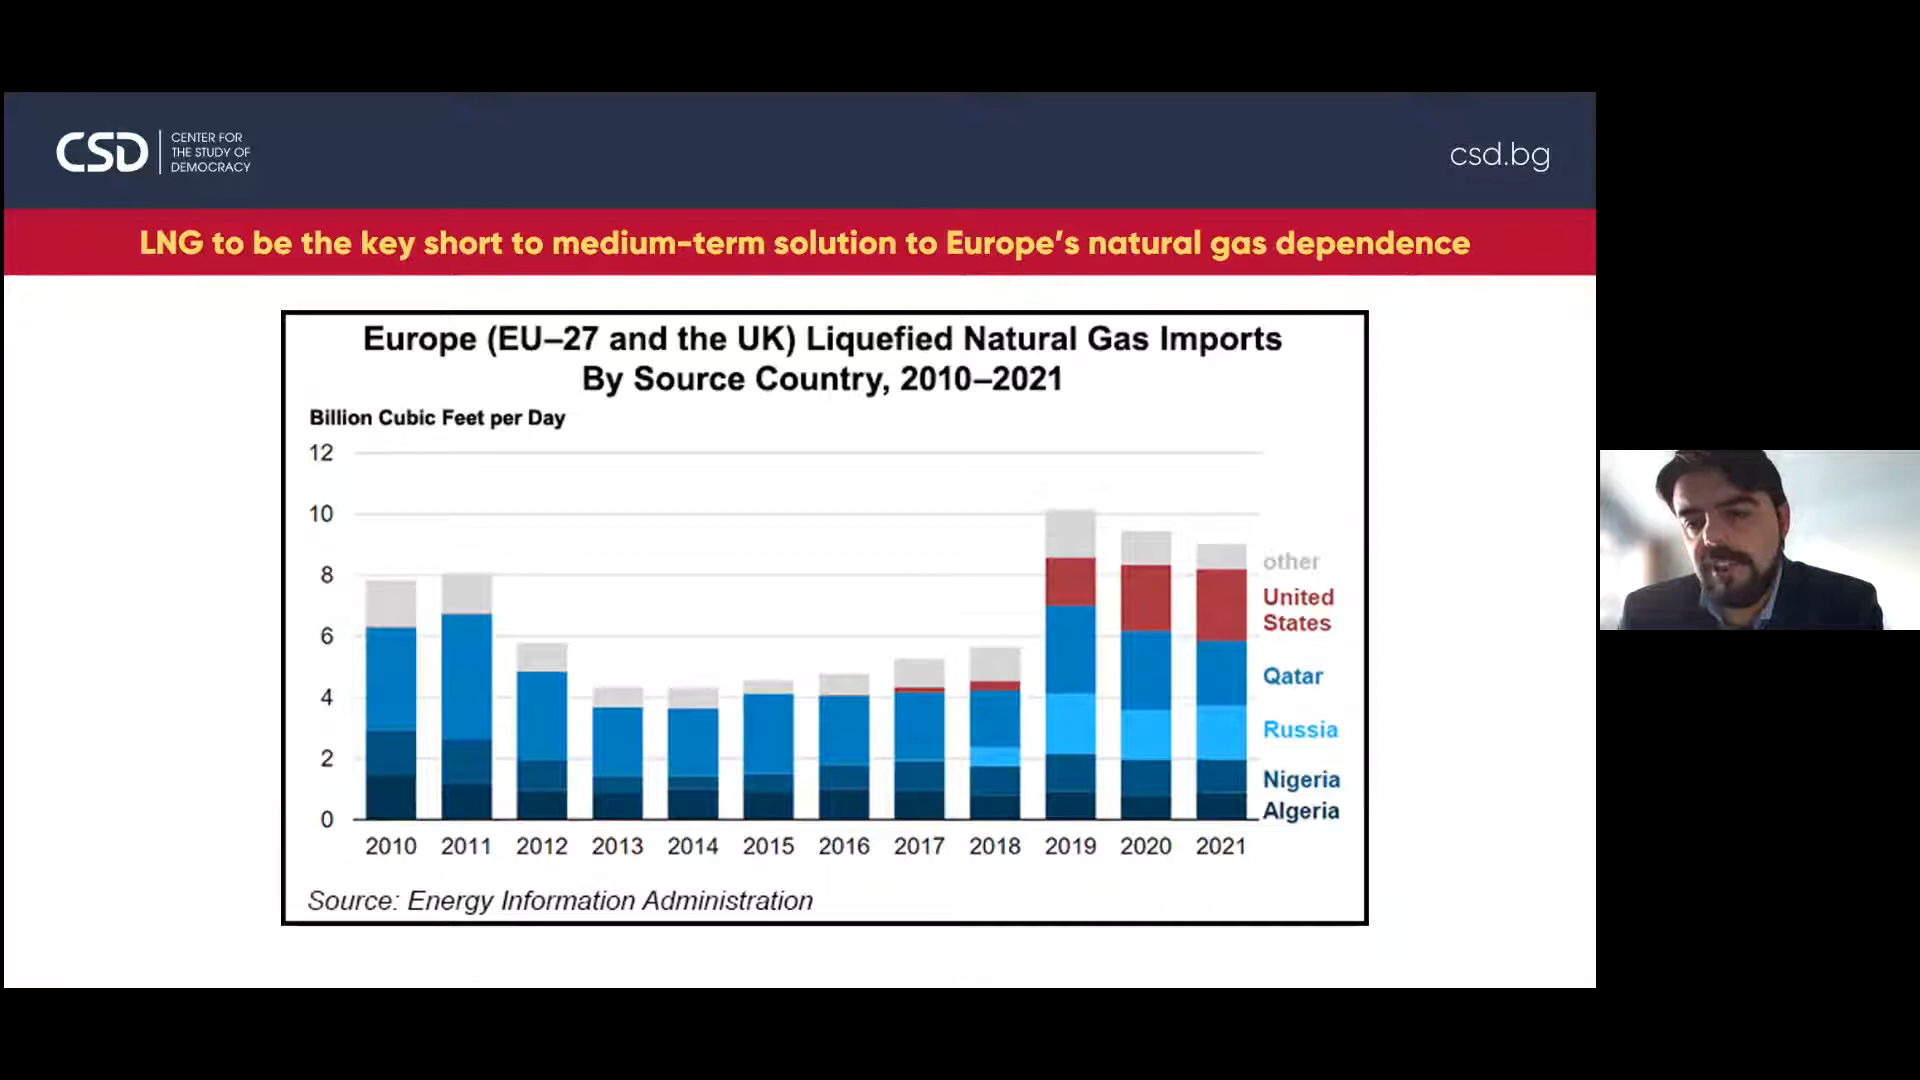 CSD
CENTER FOR
THE STUDY OF
DEMOCRACY
csd.bg
LNG to be the key short to medium-term solution to Europe's natural gas dependence
Europe (EU–27 and the UK) Liquefied Natural Gas Imports
By Source Country, 2010–2021
Billion Cubic Feet per Day
12
10
8
6
4
2
0
other
United
States
Qatar
Russia
Nigeria
Algeria
2010 2011 2012 2013 2014 2015 2016 2017 2018 2019 2020 2021
Source: Energy Information Administration